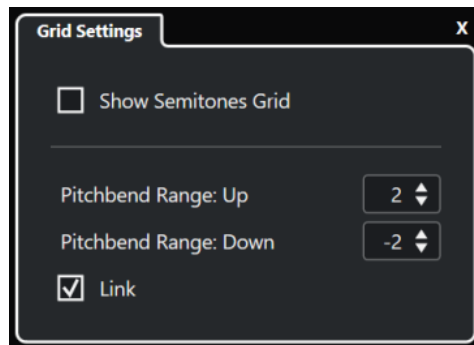 Grid Settings X
Show Semitones Grid
Pitchbend Range: Up 2
Pitchbend Range: Down -2
Link